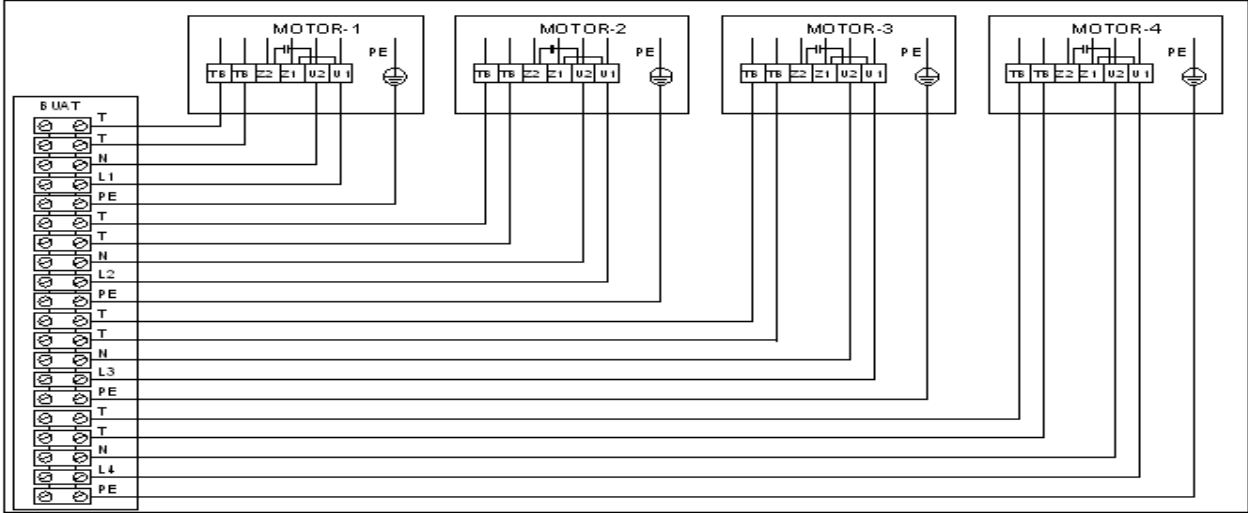 MOTOR-1
PE
TB TB Z2 Z1 U2 U1
MOTOR-2
PE
TB TB Z2 Z1 U2 U1
MOTOR-3
PE
TB TB Z2 Z1 U2 U1
MOTOR-4
PE
TB TB Z2 Z1 U2 U1
BUAT
T
T
N
L1
PE
T
T
N
L2
PE
T
T
N
L3
PE
T
T
N
L4
PE